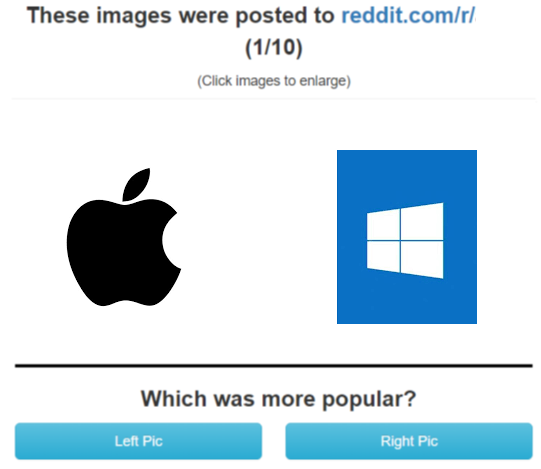 These images were posted to reddit.com/r/
(1/10)
(Click images to enlarge)
Which was more popular?
Left Pic
Right Pic